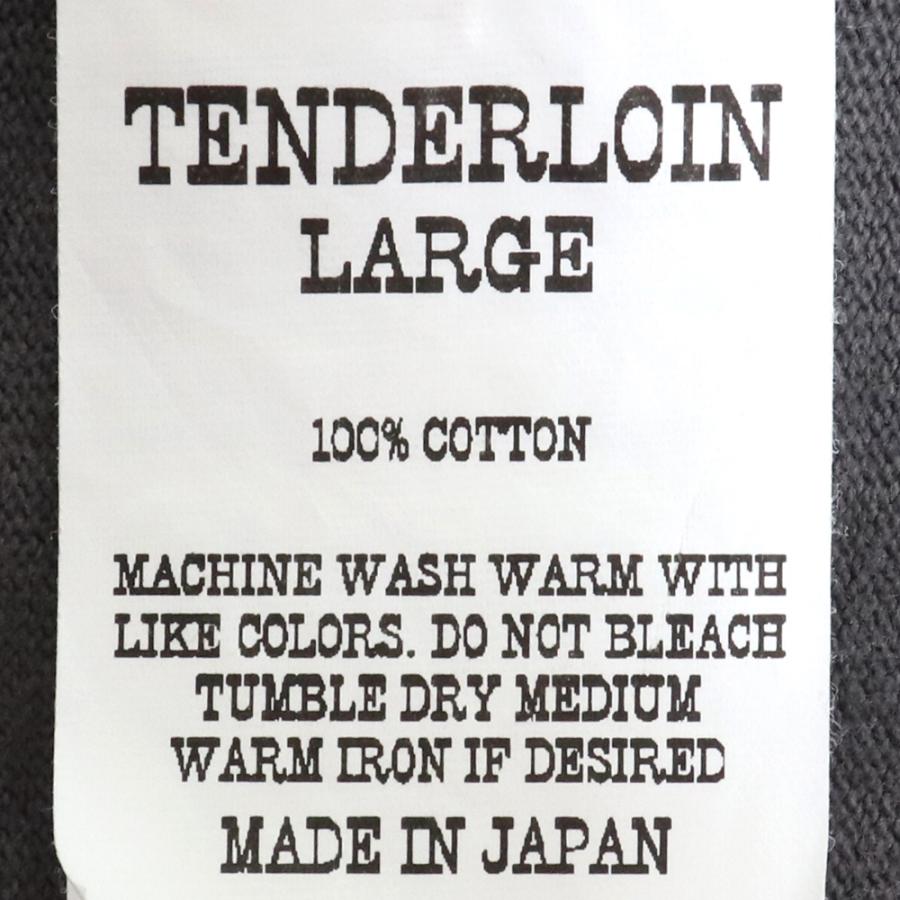 TENDERLOIN
LARGE
100% COTTON
MACHINE WASH WARM WITH
LIKE COLORS. DO NOT BLEACH
TUMBLE DRY MEDIUM
WARM IRON IF DESIRED
MADE IN JAPAN